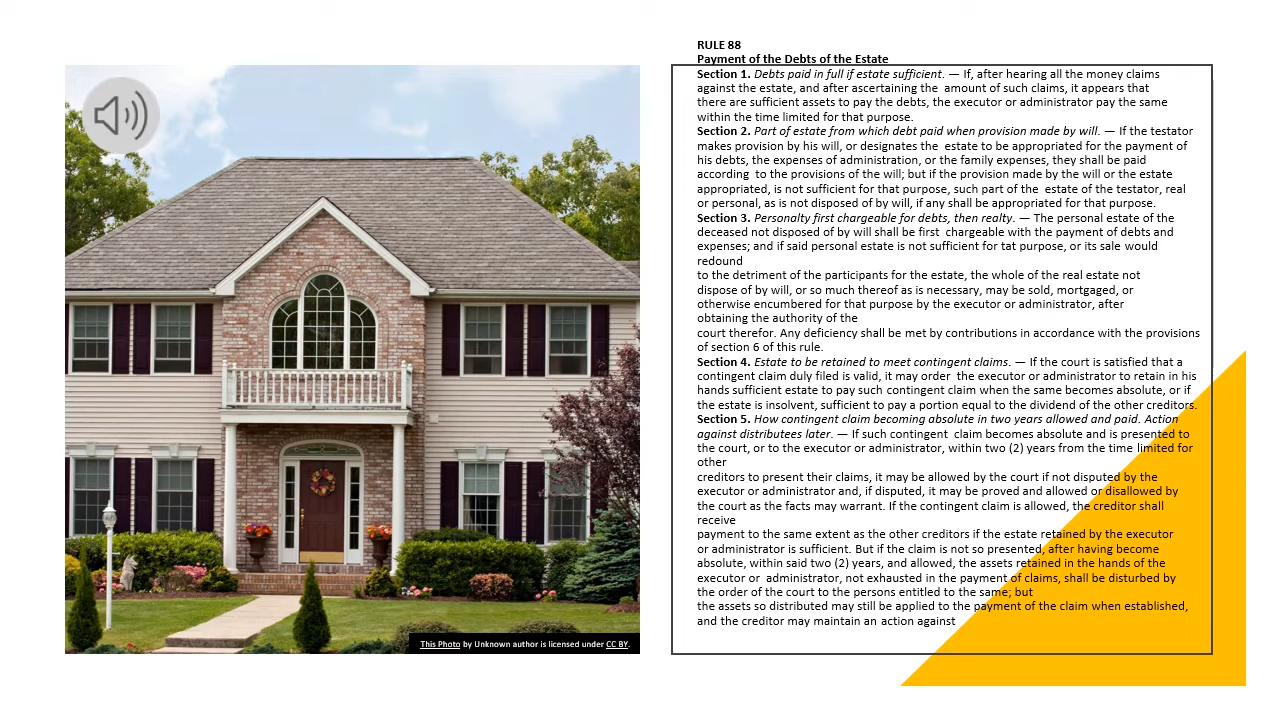 RULE 88
Payment of the Debts of the Estate
Section 1. Debts paid in full if estate sufficient. — If, after hearing all the money claims
against the estate, and after ascertaining the  amount of such claims, it appears that
there are sufficient assets to pay the debts, the executor or administrator pay the same
within the time limited for that purpose.
Section 2. Part of estate from which debt paid when provision made by will. — If the testator
makes provision by his will, or designates the  estate to be appropriated for the payment of
his debts, the expenses of administration, or the family expenses, they shall be paid
according  to the provisions of the will; but if the provision made by the will or the estate
appropriated, is not sufficient for that purpose, such part of the  estate of the testator, real
or personal, as is not disposed of by will, if any shall be appropriated for that purpose.
Section 3. Personalty first chargeable for debts, then realty. — The personal estate of the
deceased not disposed of by will shall be first  chargeable with the payment of debts and
expenses; and if said personal estate is not sufficient for tat purpose, or its sale would
redound
to the detriment of the participants for the estate, the whole of the real estate not
dispose of by will, or so much thereof as is necessary, may be sold, mortgaged, or
otherwise encumbered for that purpose by the executor or administrator, after
obtaining the authority of the
court therefor. Any deficiency shall be met by contributions in accordance with the provisions
of section 6 of this rule.
Section 4. Estate to be retained to meet contingent claims. — If the court is satisfied that a
contingent claim duly filed is valid, it may order  the executor or administrator to retain in his
hands sufficient estate to pay such contingent claim when the same becomes absolute, or if
the estate is insolvent, sufficient to pay a portion equal to the dividend of the other creditors.
Section 5. How contingent claim becoming absolute in two years allowed and paid. Action
against distributees later. — If such contingent  claim becomes absolute and is presented to
the court, or to the executor or administrator, within two (2) years from the time limited for
other
creditors to present their claims, it may be allowed by the court if not disputed by the
executor or administrator and, if disputed, it may be proved and allowed or disallowed by
the court as the facts may warrant. If the contingent claim is allowed, the creditor shall
receive
payment to the same extent as the other creditors if the estate retained by the executor
or administrator is sufficient. But if the claim is not so presented, after having become
absolute, within said two (2) years, and allowed, the assets retained in the hands of the
executor or  administrator, not exhausted in the payment of claims, shall be disturbed by
the order of the court to the persons entitled to the same; but
the assets so distributed may still be applied to the payment of the claim when established,
and the creditor may maintain an action against
This Photo by Unknown author is licensed under CC BY.